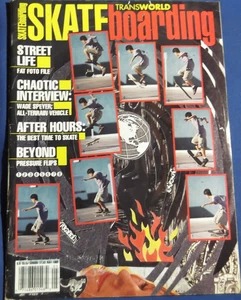 TRANSWORLD
SKATEboarding
STREET
LIFE
FAT FOTO FILE
CHAOTIC
INTERVIEW:
WADE SPEYER,
ALL-TERRAIN VEHICLE
AFTER HOURS:
THE BEST TIME TO SKATE
BEYOND
PRESSURE FLIPS